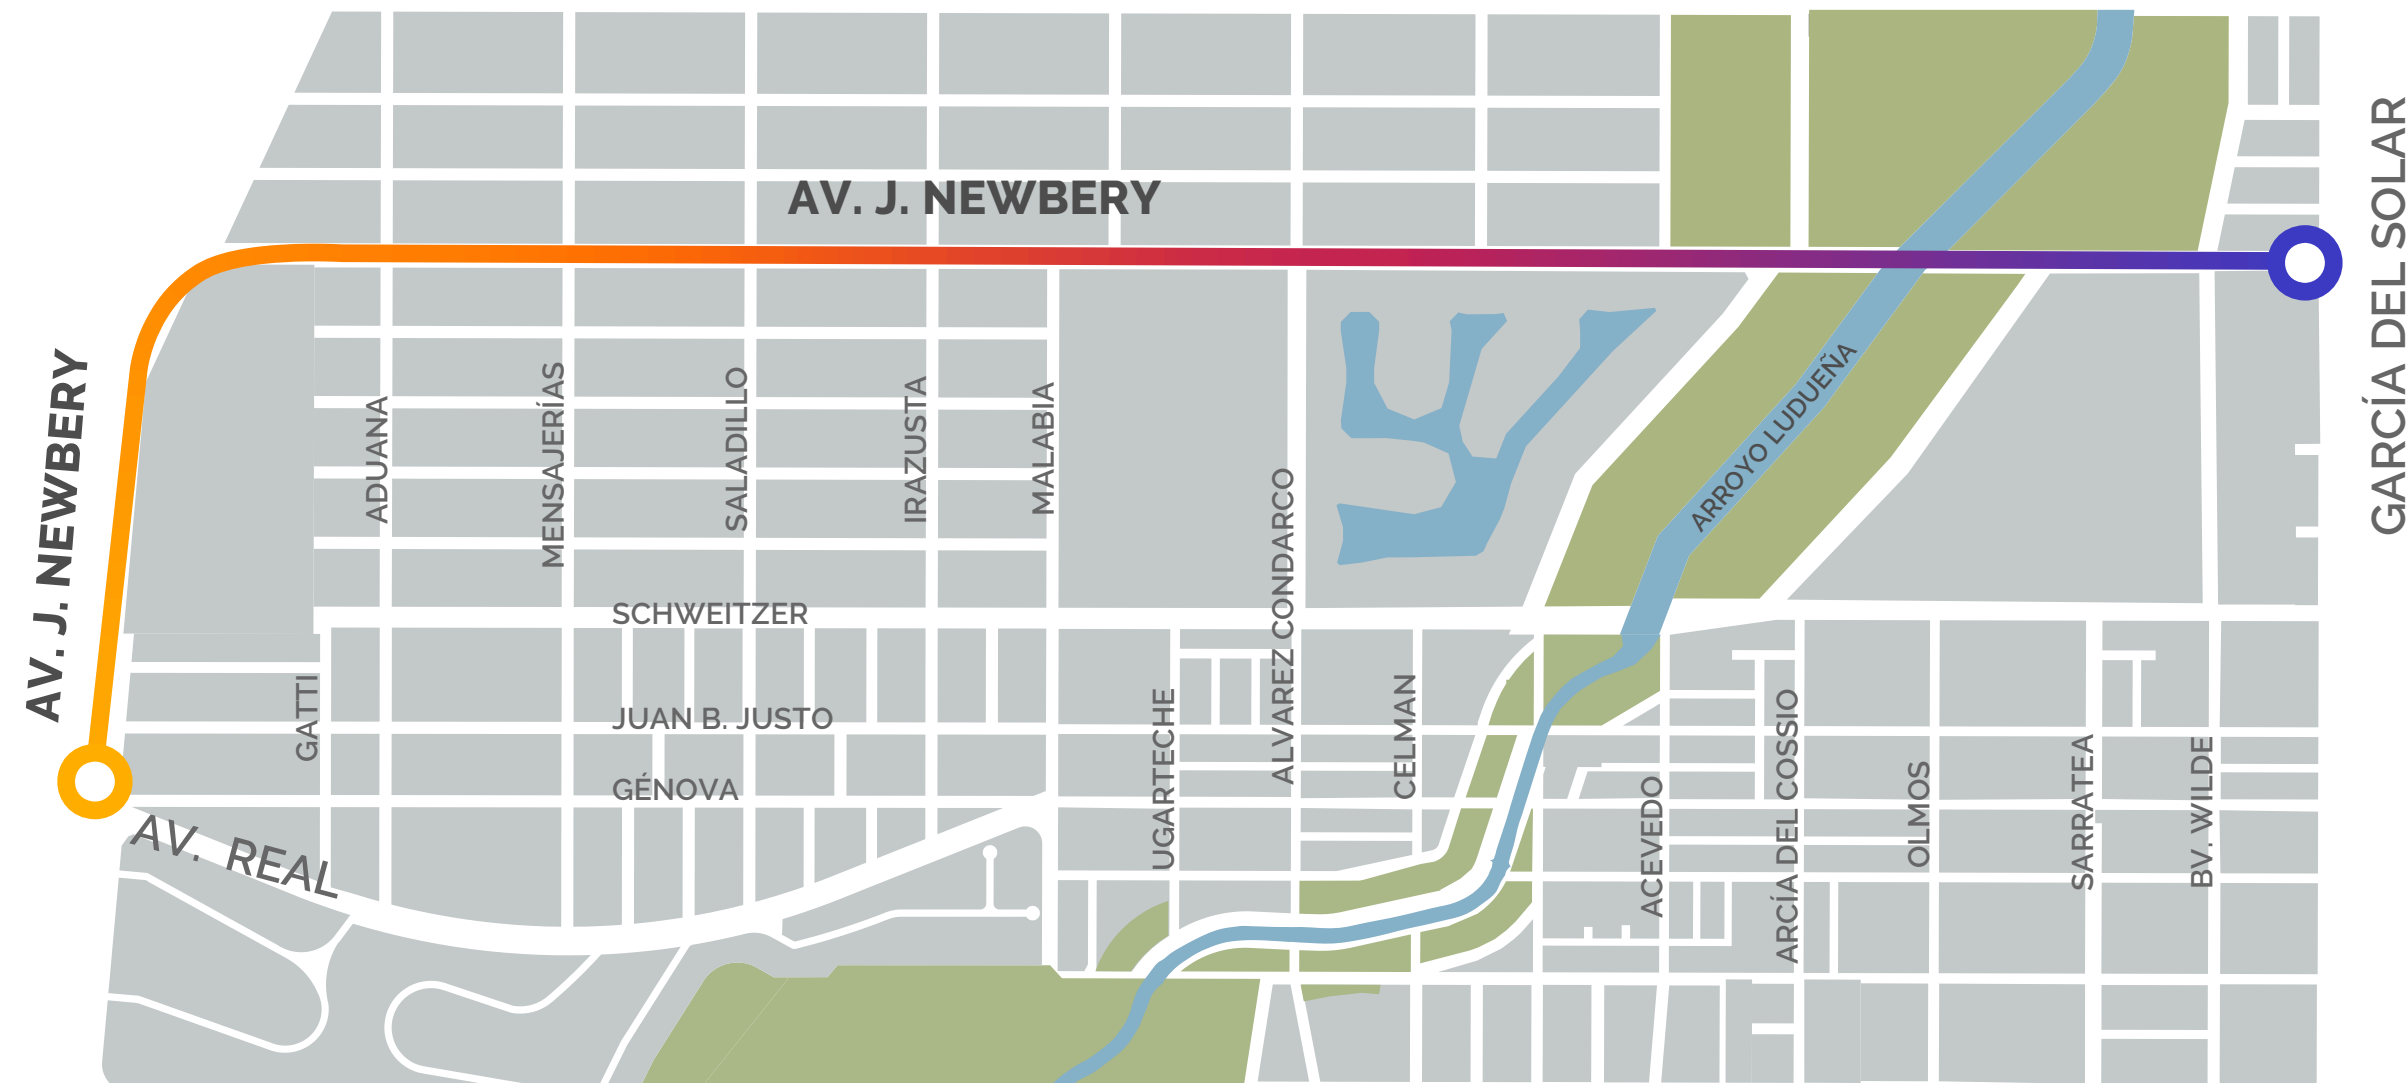 AV. J. NEWBERY
GARCÍA DEL SOLAR
AV. J. NEWBERY
ARROYO LUDUEÑA
ADUANA
MENSAJERÍAS
SALADILLO
IRAZUSTA
MALABIA
ALVAREZ CONDARCO
SCHWEITZER
GATTI
JUAN B. JUSTO
UGARTECHE
CELMAN
ARCÍA DEL COSSIO
OLMOS
SARRATEA
BV. WILDE
GÉNOVA
ACEVEDO
AV. REAL